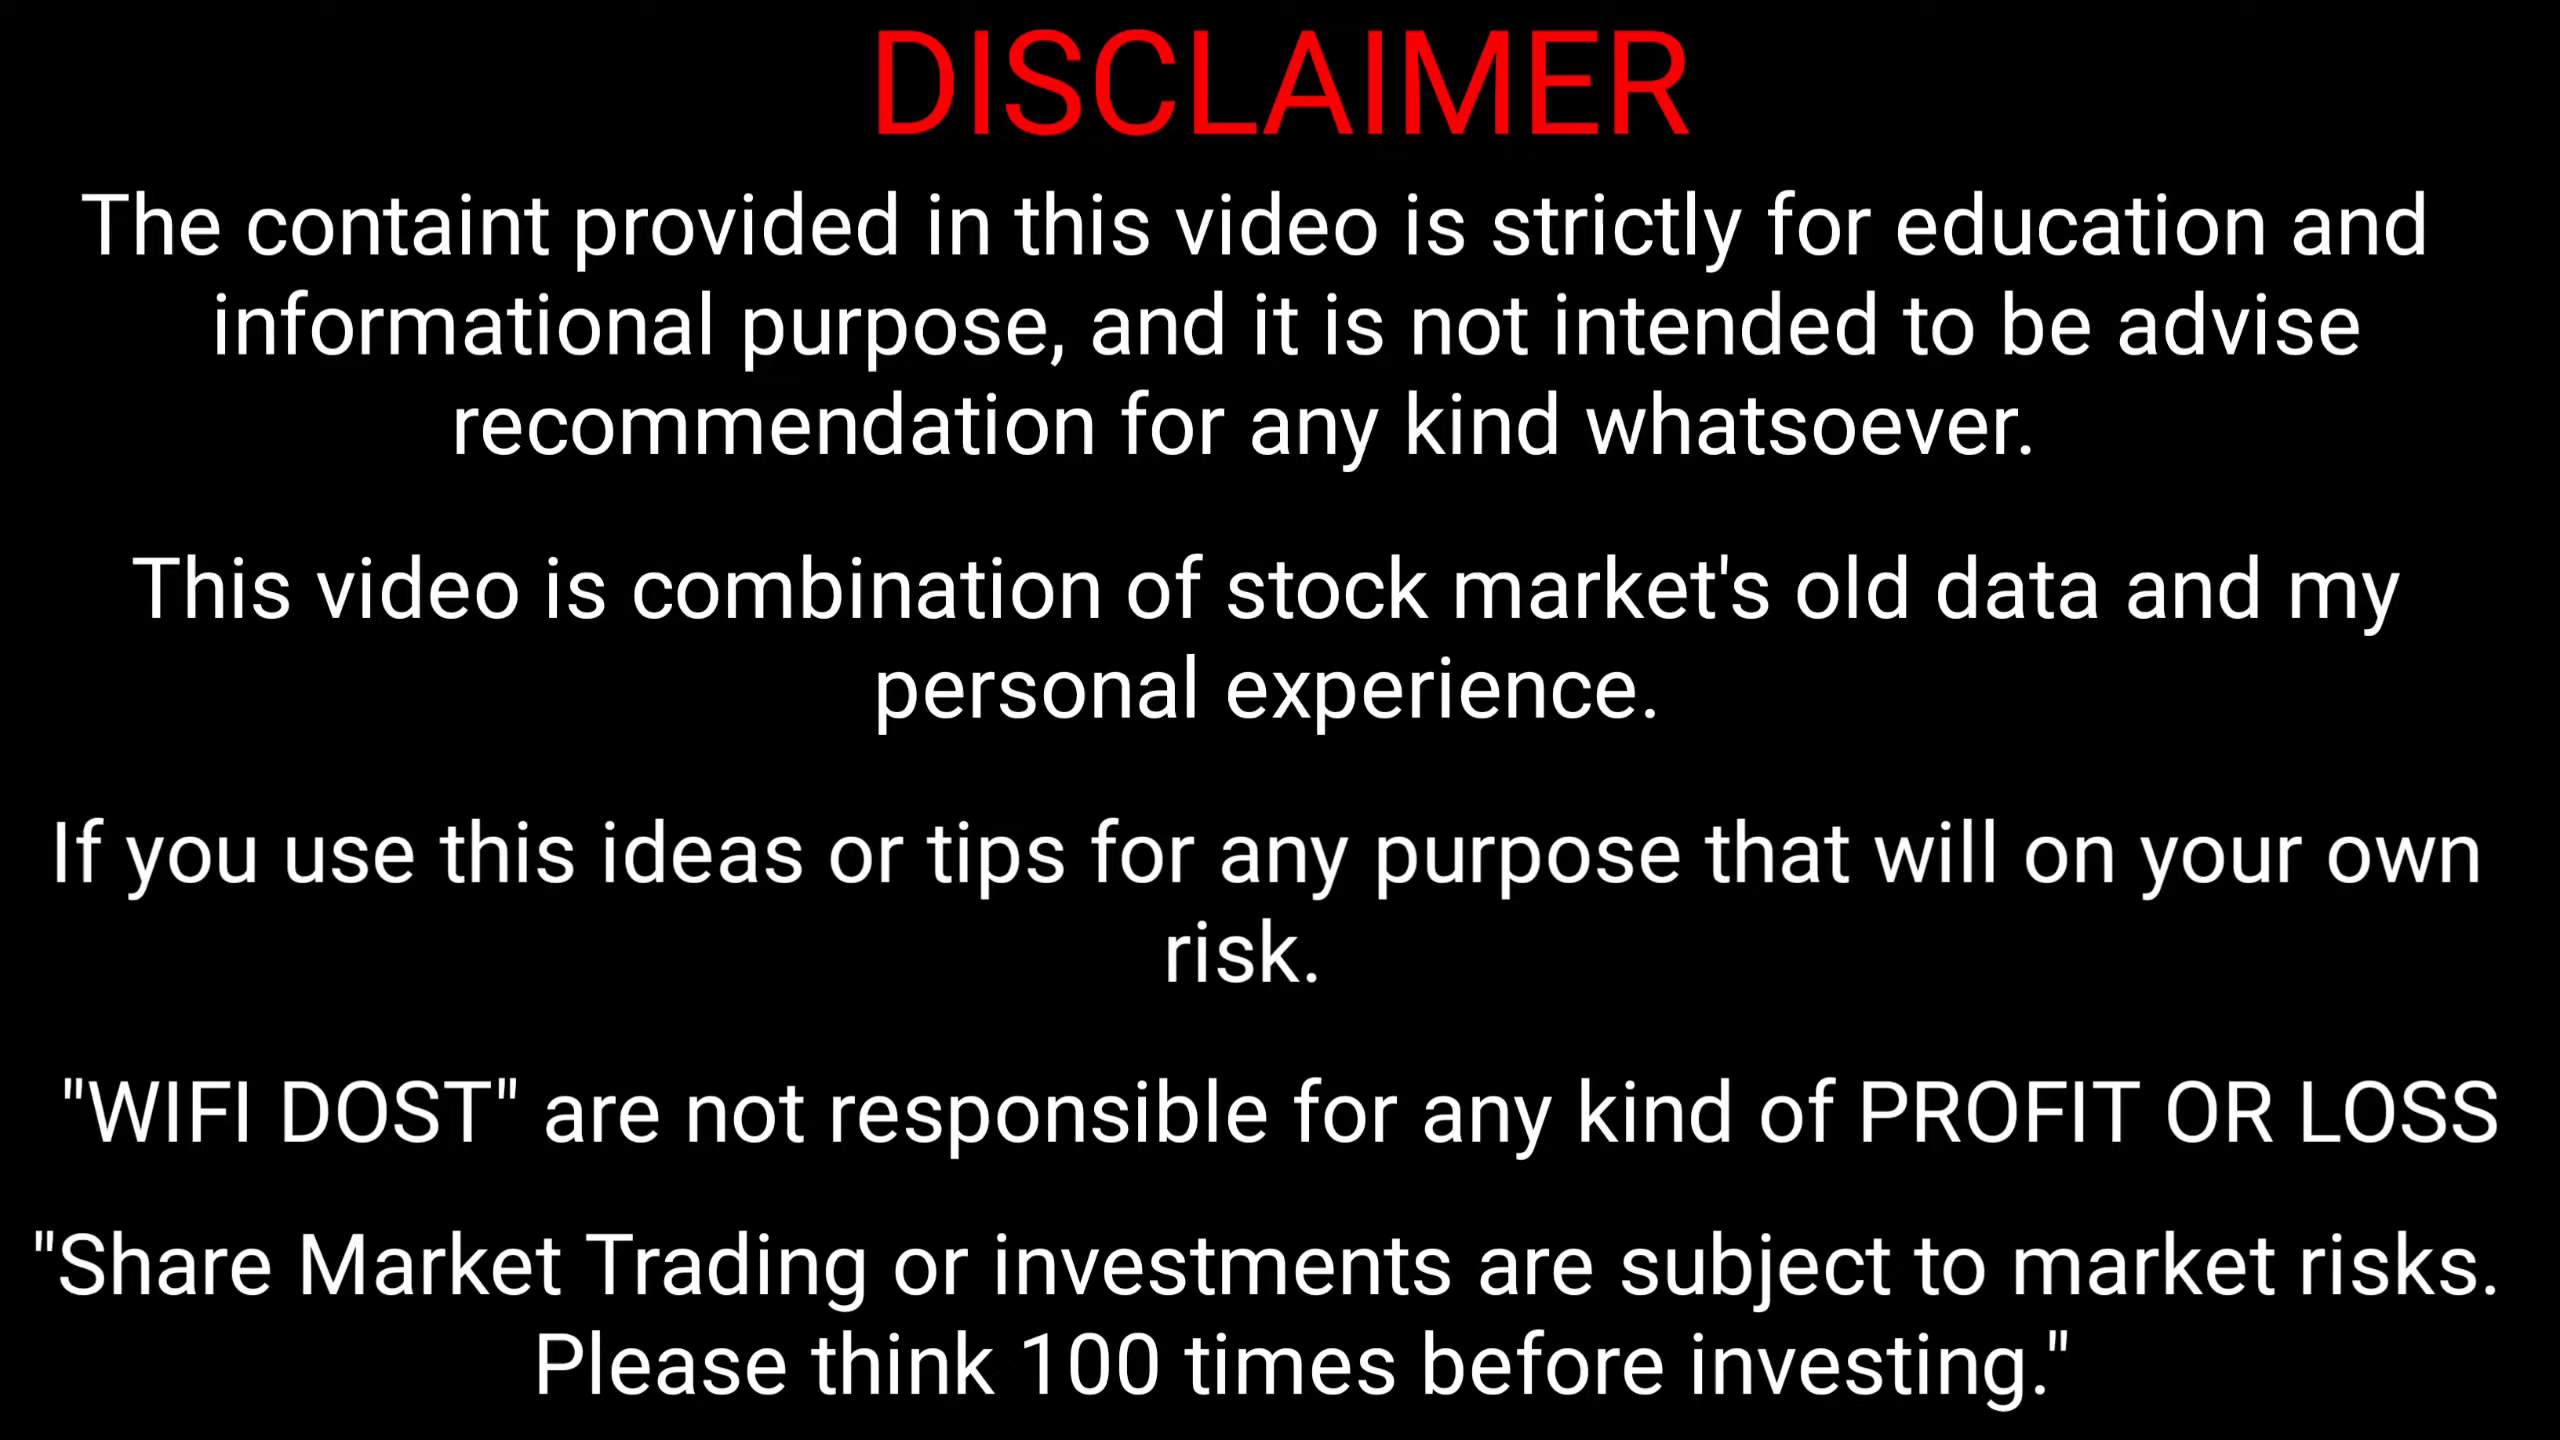 DISCLAIMER
The containt provided in this video is strictly for education and
informational purpose, and it is not intended to be advise
recommendation for any kind whatsoever.
This video is combination of stock market's old data and my
personal experience.
If you use this ideas or tips for any purpose that will on your own
risk.
"WIFI DOST" are not responsible for any kind of PROFIT OR LOSS
"Share Market Trading or investments are subject to market risks.
Please think 100 times before investing."